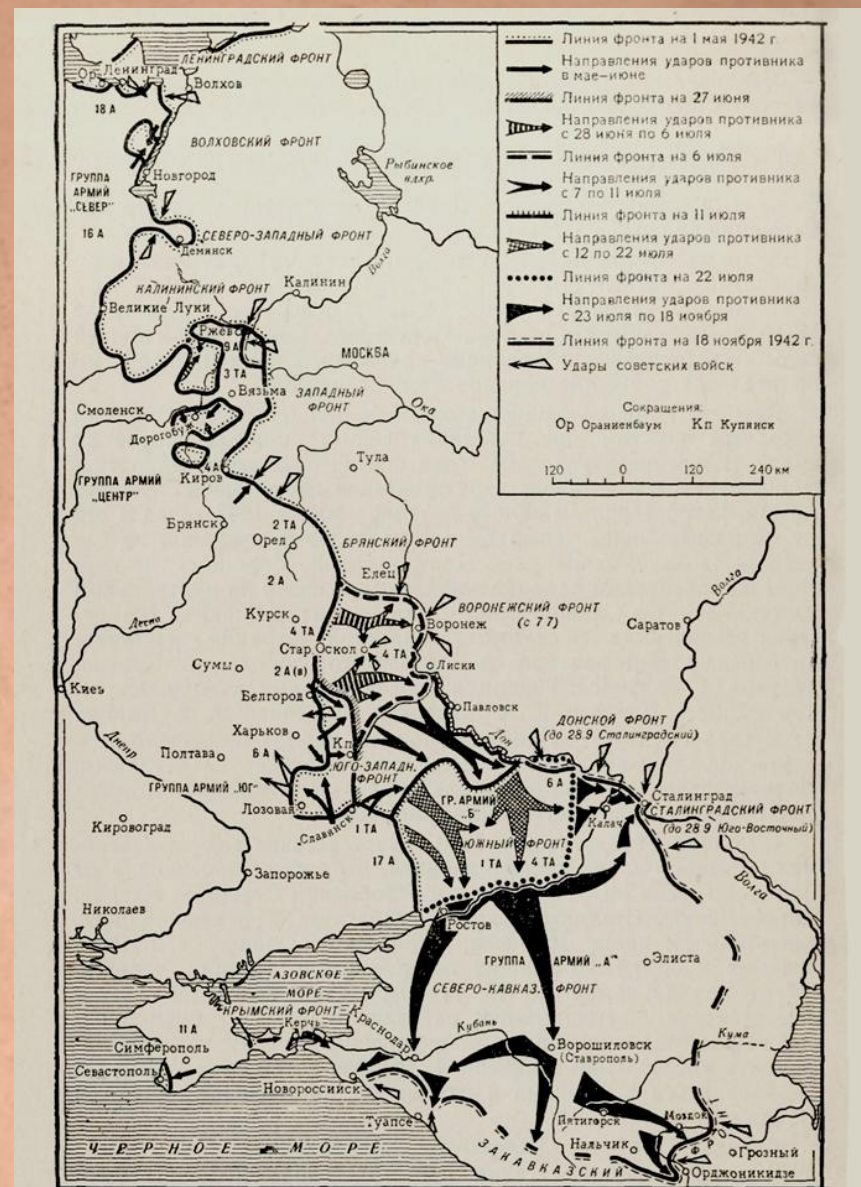 ЛЕНИНГРАДСКИЙ ФРОНТ
Ор
Ленинград
Волхов
18 А
ВОЛХОВСКИЙ ФРОНТ
Рыбинское
вдхр.
ГРУППА
АРМИЙ
„СЕВЕР"
Новгород
16 А
СЕВЕРО-ЗАПАДНЫЙ ФРОНТ
Демянск
Волга
КАЛИНИНСКИЙ ФРОНТ
Калинин
Великие Луки
Ржев
9 А
3 ТА
МОСКВА
Вязьма
ЗАПАДНЫЙ
ФРОНТ
Смоленск
Дорогобуж
Ока
4 А
Киров
Тула
ГРУППА АРМИЙ
„ЦЕНТР"
Брянск
2 ТА
Орел
БРЯНСКИЙ ФРОНТ
2 А
Елец
Волга
Десна
Курск
4 ТА
ВОРОНЕЖСКИЙ ФРОНТ
(с 7 7)
Воронеж
Саратов
Стар Оскол
4 ТА
Сумы
2 А (в)
Лиски
Киев
Белгород
Павловск
Днепр
Харьков
Кп
Дон
ДОНСКОЙ ФРОНТ
(до 28.9 Сталинградский)
Полтава
6 А
ЮГО-ЗАПАДН.
ФРОНТ
6 А
ГРУППА АРМИЙ „ЮГ"
ГР. АРМИЙ
„Б"
Сталинград
Лозовая
СТАЛИНГРАДСКИЙ ФРОНТ
Калач
(до 28 9 Юго-Восточный)
Кировоград
Славянск
1 ТА
ЮЖНЫЙ ФРОНТ
17 А
1 ТА
4 ТА
Запорожье
Волга
Николаев
Ростов
ГРУППА АРМИЙ „А"
Элиста
АЗОВСКОЕ
МОРЕ
СЕВЕРО-КАВКАЗ. ФРОНТ
КРЫМСКИЙ ФРОНТ
11 А
Керчь
Краснодар
Кубань
Кума
Симферополь
Ворошиловск
(Ставрополь)
Севастополь
Новороссийск
Туапсе
Пятигорск
Моздок
Нальчик
Грозный
ЧЕРНОЕ МОРЕ
ЗАКАВКАЗСКИЙ
ФРОНТ
Орджоникидзе
Линия фронта на 1 мая 1942 г.
Направления ударов противника
в мае-июне
Линия фронта на 27 июня
Направления ударов противника
с 28 июня по 6 июля
Линия фронта на 6 июля
Направления ударов противника
с 7 по 11 июля
Линия фронта на 11 июля
Направления ударов противника
с 12 по 22 июля
Линия фронта на 22 июля
Направления ударов противника
с 23 июля по 18 ноября
Линия фронта на 18 ноября 1942 г.
Удары советских войск
Сокращения:
Ор Ораниенбаум Кп Купянск
120 0 120 240 км